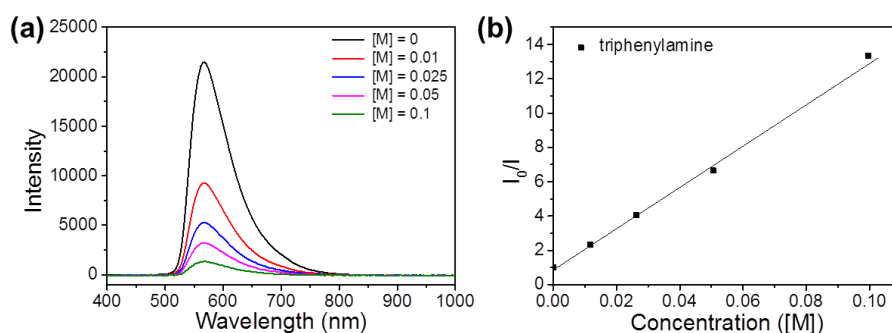 (a)
25000
20000
15000
10000
5000
0
400 500 600 700 800 900 1000
Wavelength (nm)
Intensity
[M] = 0
[M] = 0.01
[M] = 0.025
[M] = 0.05
[M] = 0.1
(b)
14
12
10
8
6
4
2
0
0.00 0.02 0.04 0.06 0.08 0.10
Concentration ([M])
I₀/I
triphenylamine